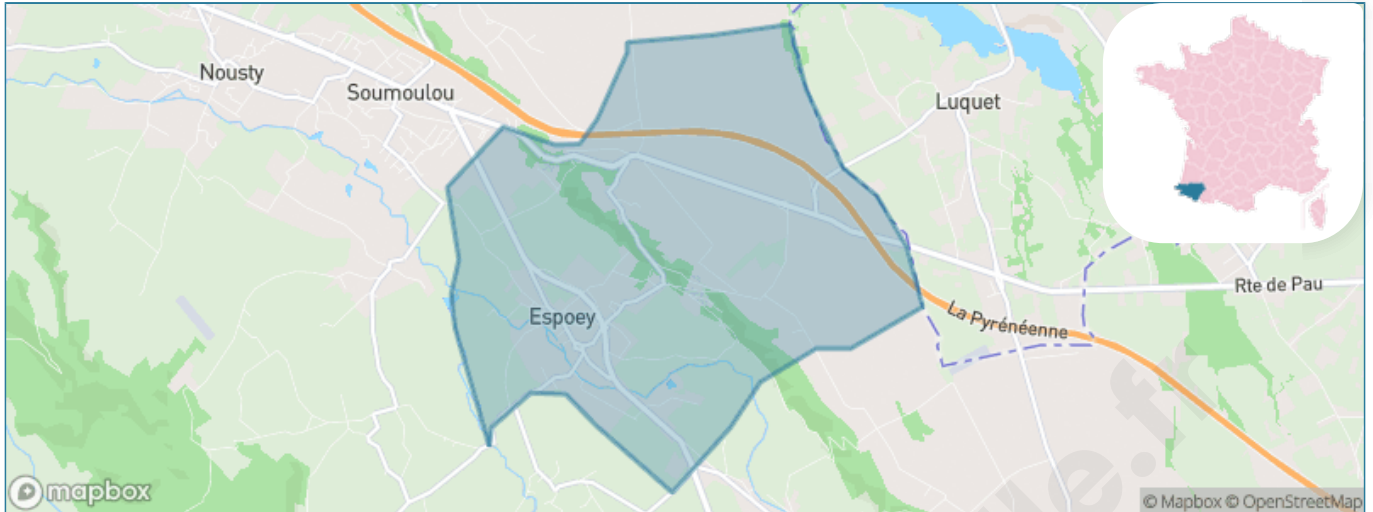 Nousty
Soumoulou
Luquet
Rte de Pau
La Pyrénéenne
Espoey
mapbox
© Mapbox © OpenStreetMap